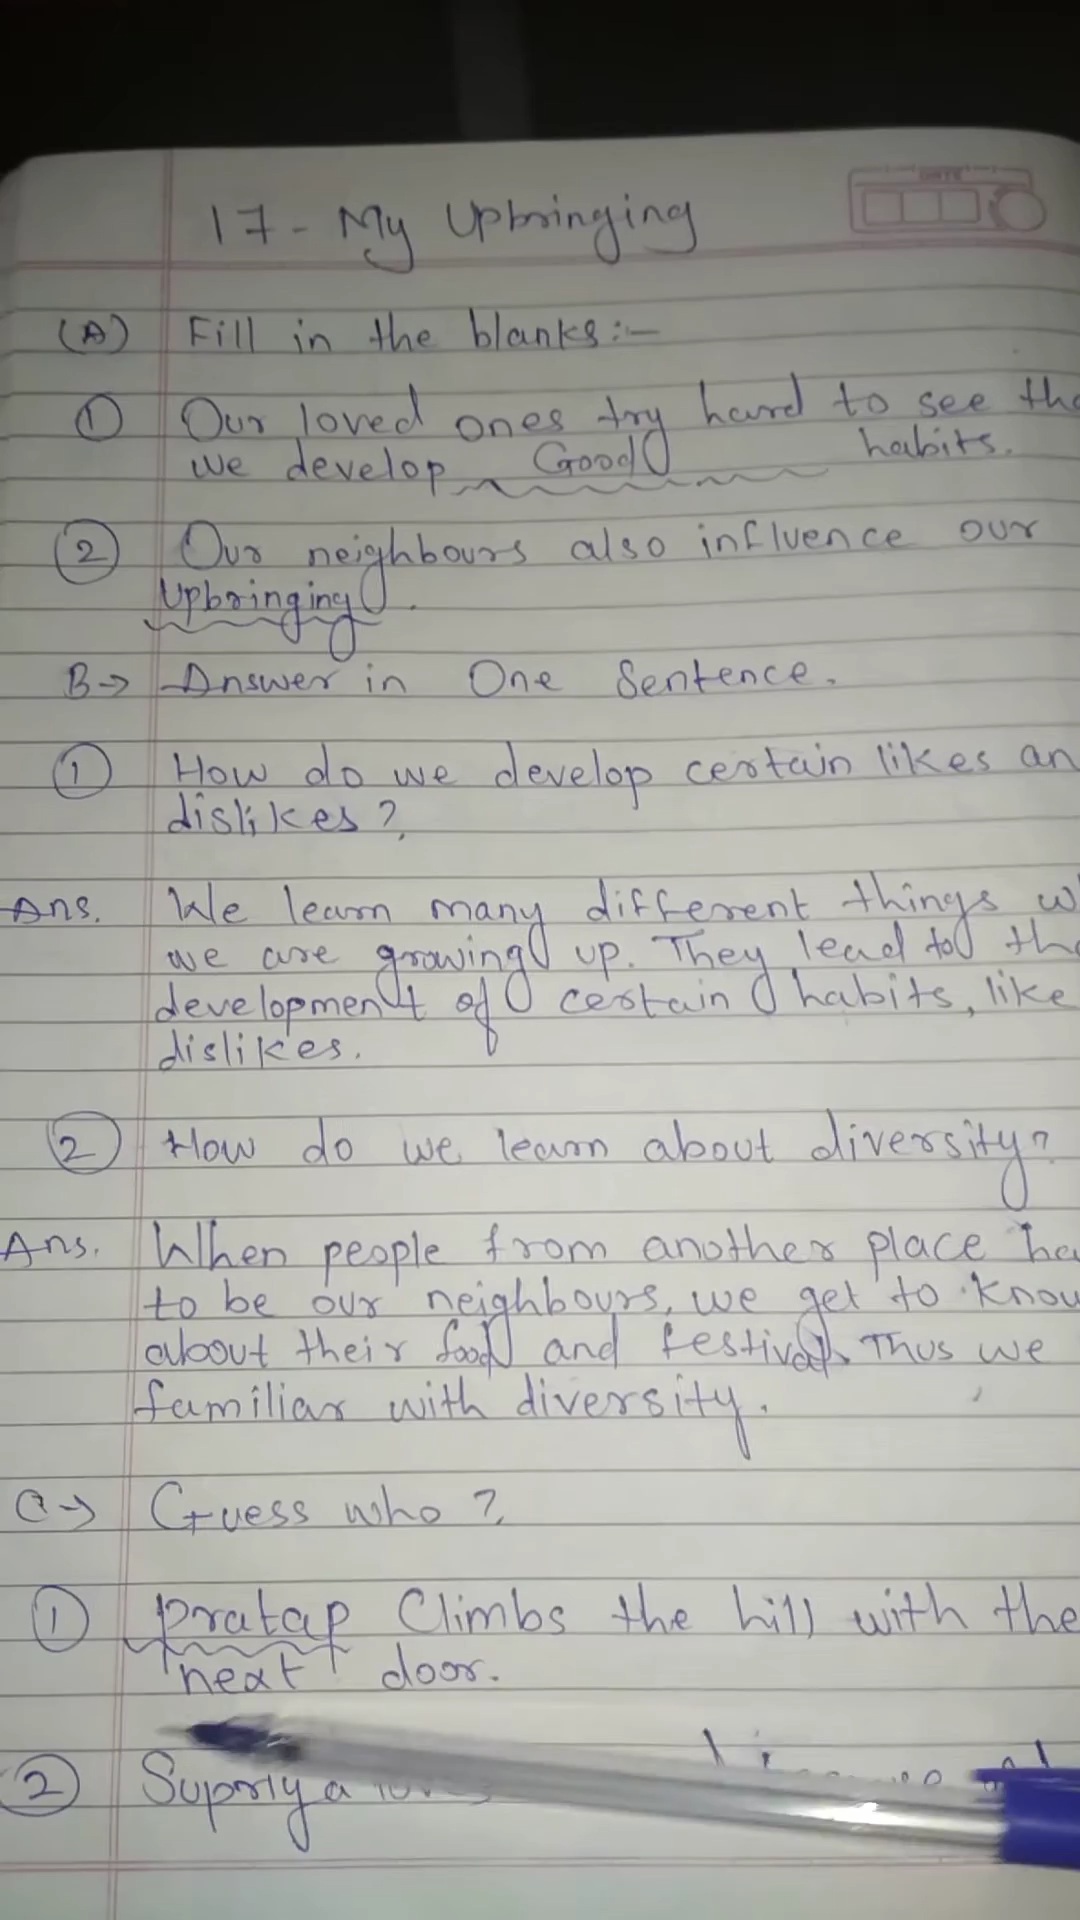 17 - My Upbringing
(A) Fill in the blanks:-
① Our loved ones try hard to see tha
we develop Good habits.
② Our neighbours also influence our
Upbringing.
B→ Answer in One Sentence.
① How do we develop certain likes an
dislikes?
Ans. We learn many different things w
we are growing up. They lead to the
development of certain habits, like
dislikes.
② How do we learn about diversity?
Ans. When people from another place ha
to be our neighbours, we get to know
about their food and festivals. Thus we
familiar with diversity.
C→ Guess who?
① Pratap Climbs the hill with the
next door.
② Supriya